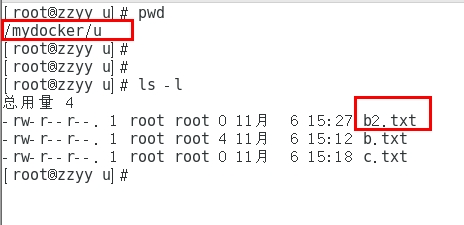 [root@zzyy u]# pwd
/mydocker/u
[root@zzyy u]#
[root@zzyy u]#
[root@zzyy u]# ls -l
总用量 4
-rw-r--r--. 1 root root 0 11月  6 15:27 b2.txt
-rw-r--r--. 1 root root 4 11月  6 15:12 b.txt
-rw-r--r--. 1 root root 0 11月  6 15:18 c.txt
[root@zzyy u]#